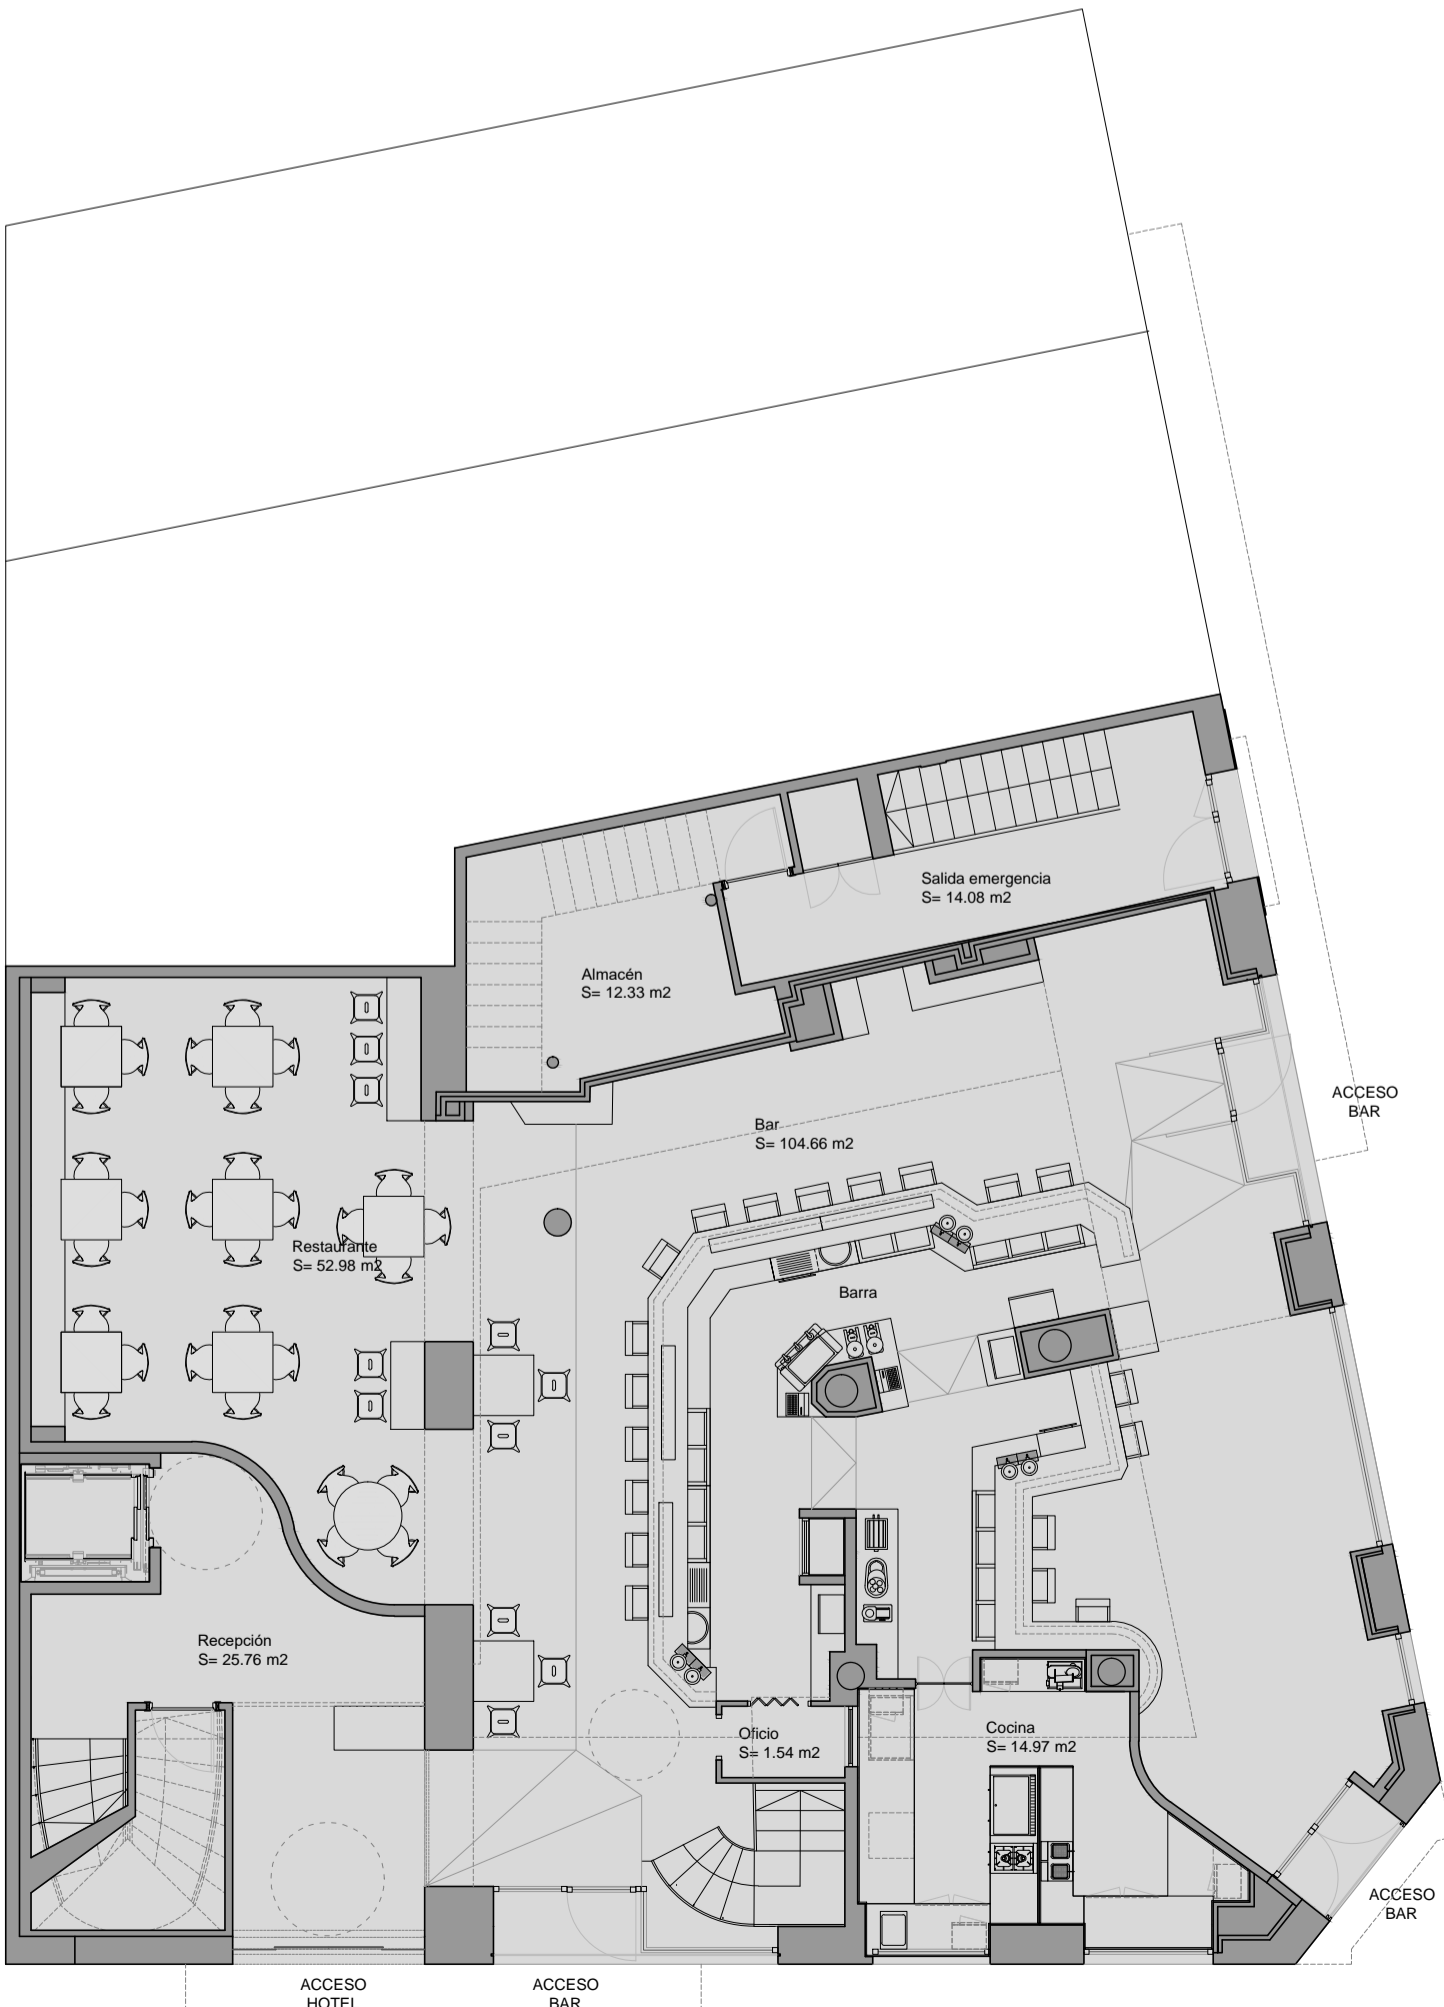 Salida emergencia
S= 14.08 m2
Almacén
S= 12.33 m2
ACCESO
BAR
Bar
S= 104.66 m2
Restaurante
S= 52.98 m2
Barra
Recepción
S= 25.76 m2
Oficio
S= 1.54 m2
Cocina
S= 14.97 m2
ACCESO
BAR
ACCESO
HOTEL
ACCESO
BAR